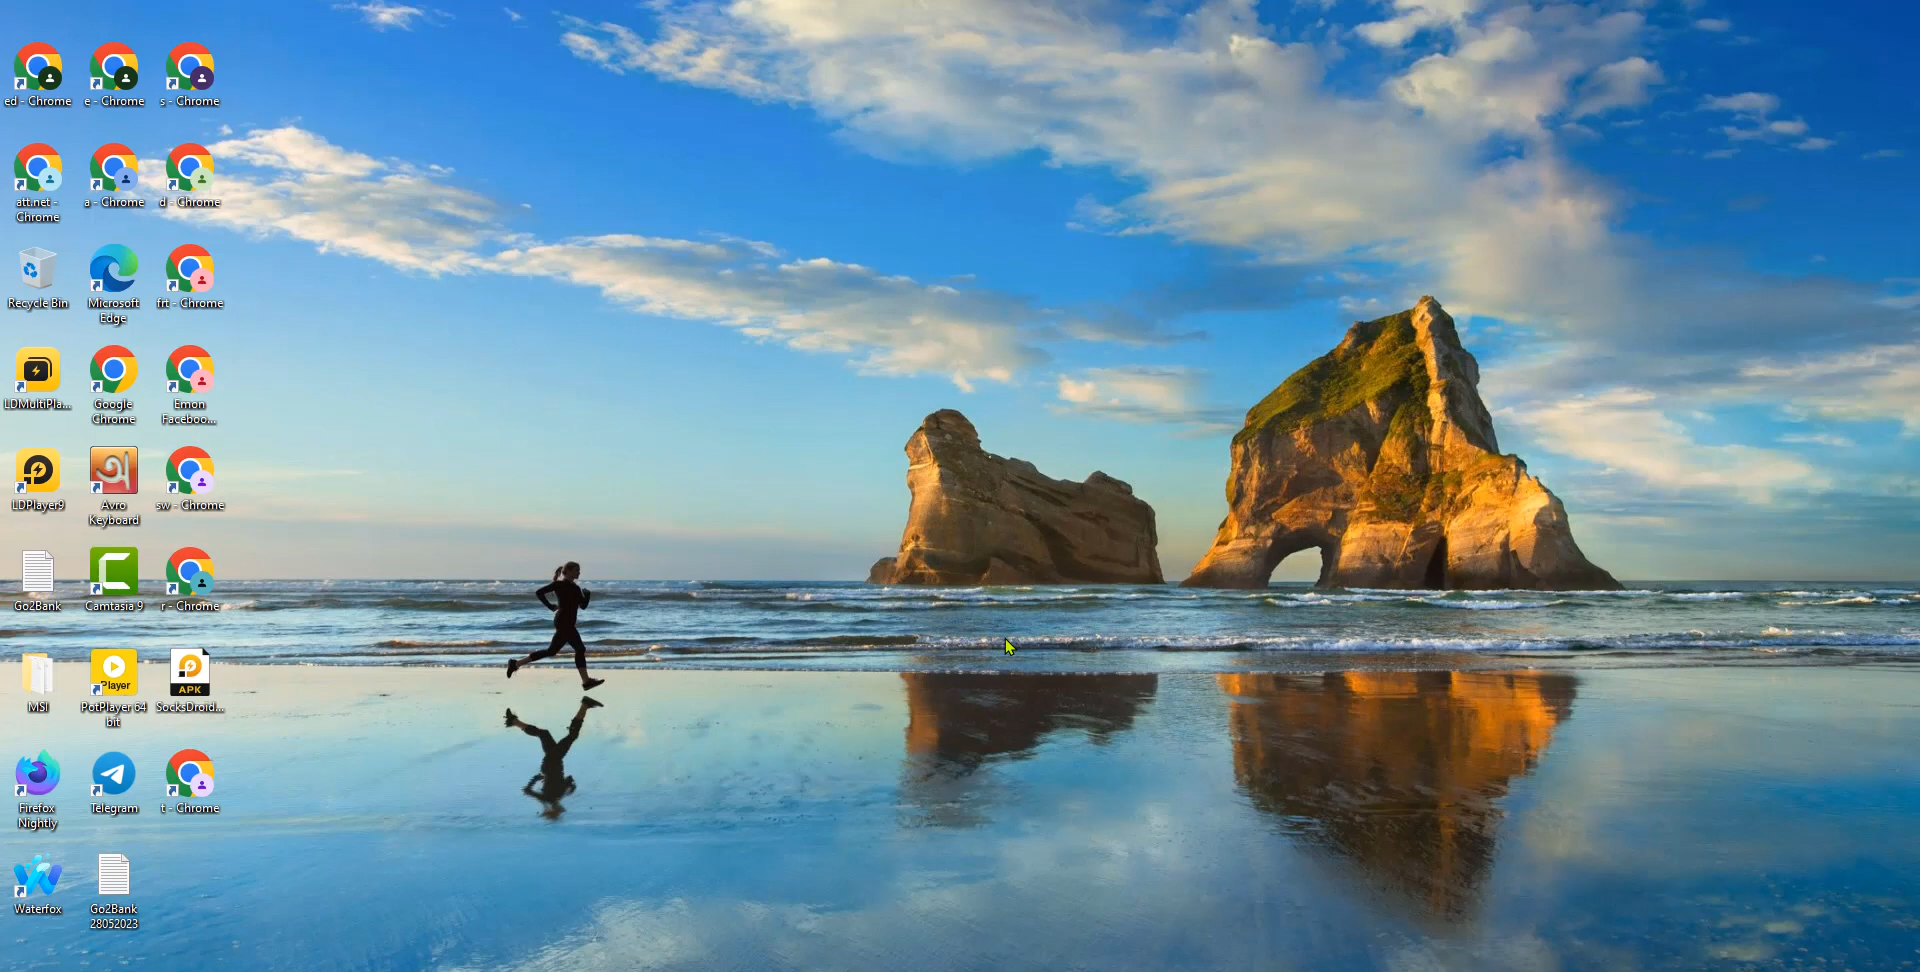 ed - Chrome
e - Chrome
s - Chrome
att.net -
Chrome
a - Chrome
d - Chrome
Recycle Bin
Microsoft
Edge
frt - Chrome
LDMultiPla...
Google
Chrome
Emon
Faceboo...
LDPlayer9
অ
Avro
Keyboard
sw - Chrome
Go2Bank
Camtasia 9
r - Chrome
MSI
Player
PotPlayer 64
bit
APK
SocksDroid...
Firefox
Nightly
Telegram
t - Chrome
Waterfox
Go2Bank
28052023